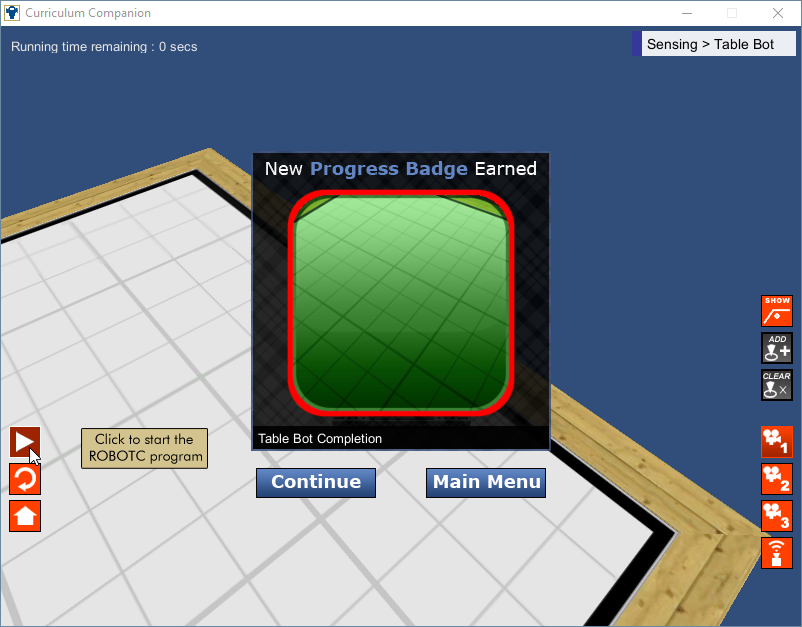 Curriculum Companion
Running time remaining : 0 secs
Sensing > Table Bot
New Progress Badge Earned
SHOW
ADD
CLEAR
Click to start the
ROBOTC program
Table Bot Completion
1
Continue
Main Menu
2
3